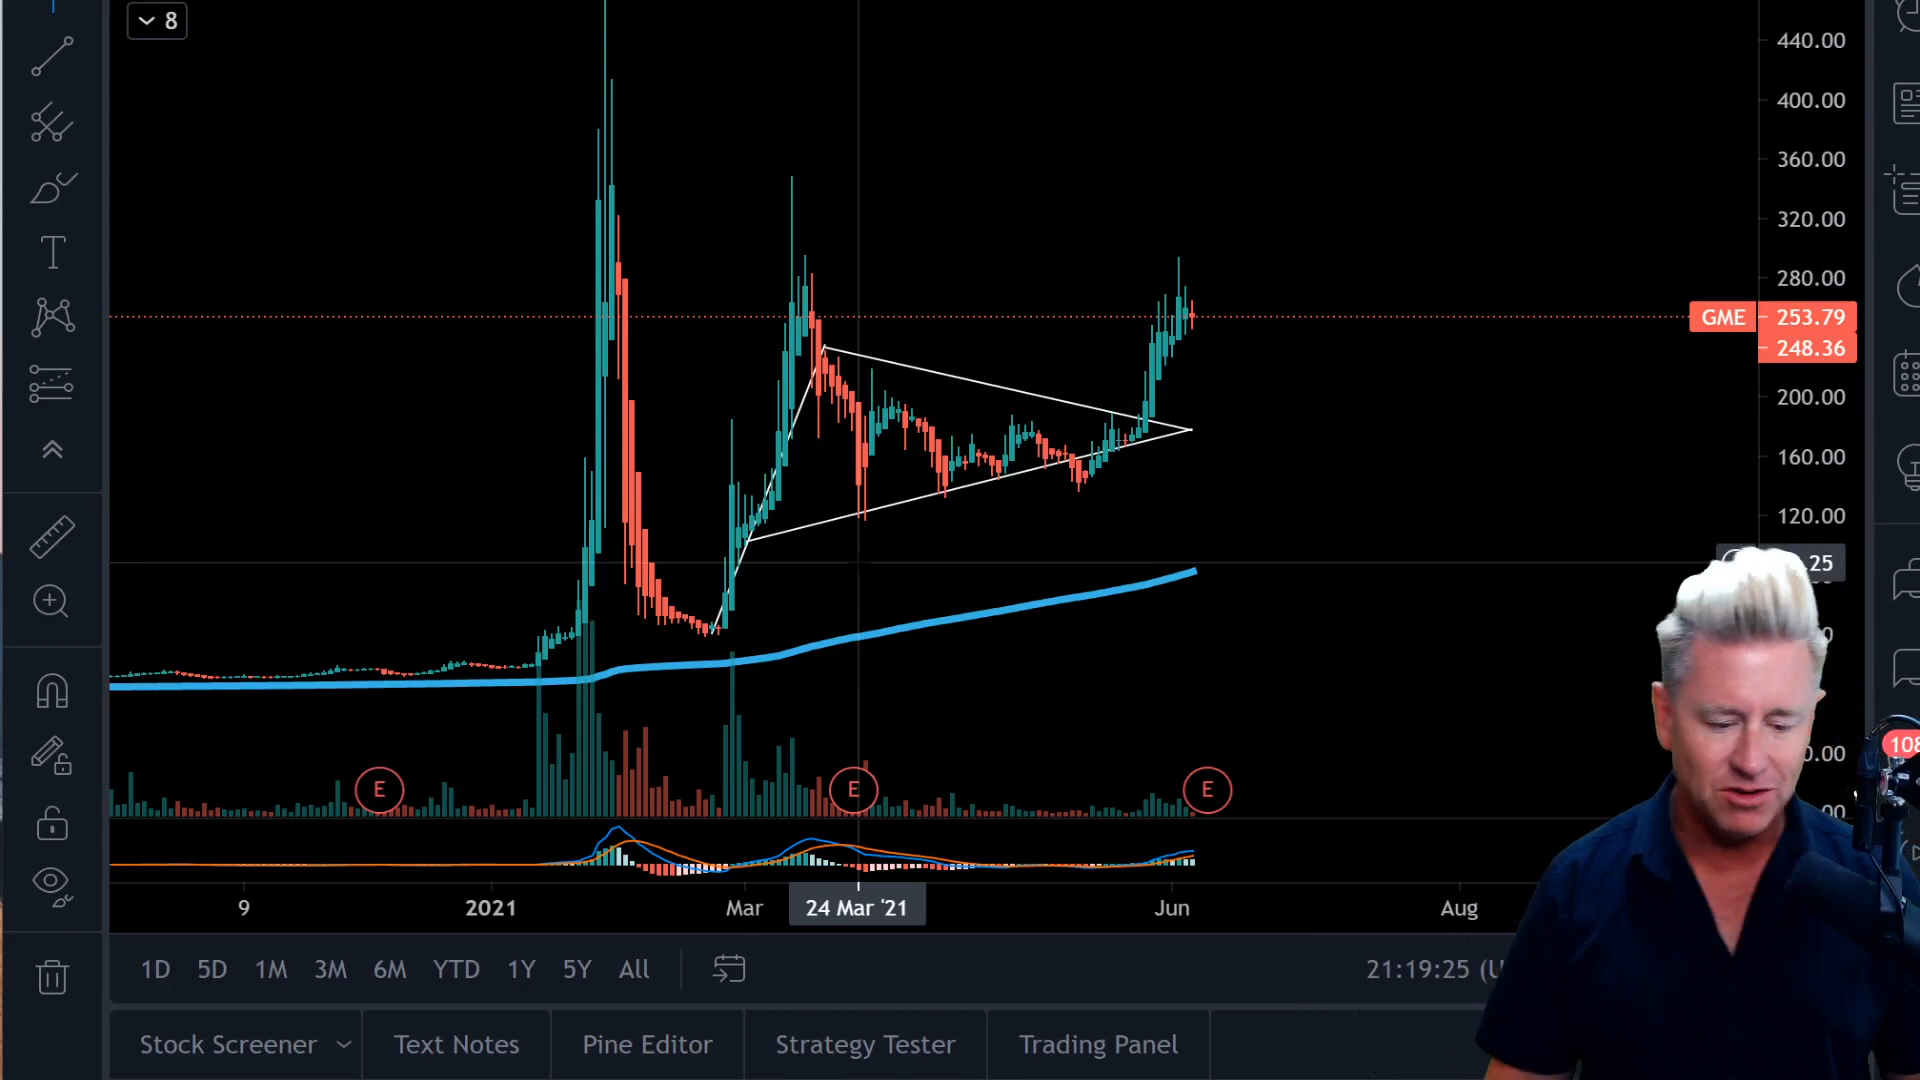 8
440.00
400.00
360.00
320.00
280.00
GME 253.79
248.36
200.00
160.00
120.00
25
E E E
9 2021 Mar 24 Mar '21 Jun Aug
1D 5D 1M 3M 6M YTD 1Y 5Y All 21:19:25
Stock Screener Text Notes Pine Editor Strategy Tester Trading Panel
T
108